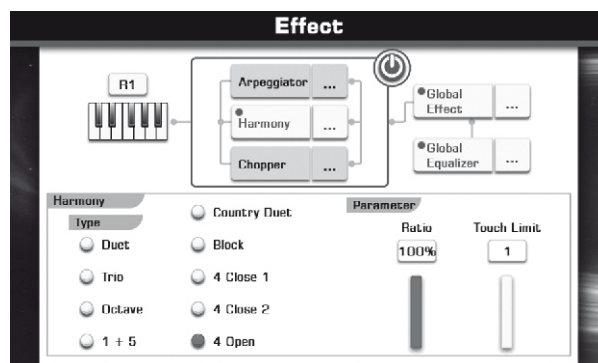 Effect
R1
Arpeggiator ...
Harmony ...
Chopper ...
Global
Effect ...
Global
Equalizer ...
Harmony
Type
Duet
Trio
Octave
1 + 5
Country Duet
Block
4 Close 1
4 Close 2
4 Open
Parameter
Ratio
100%
Touch Limit
1